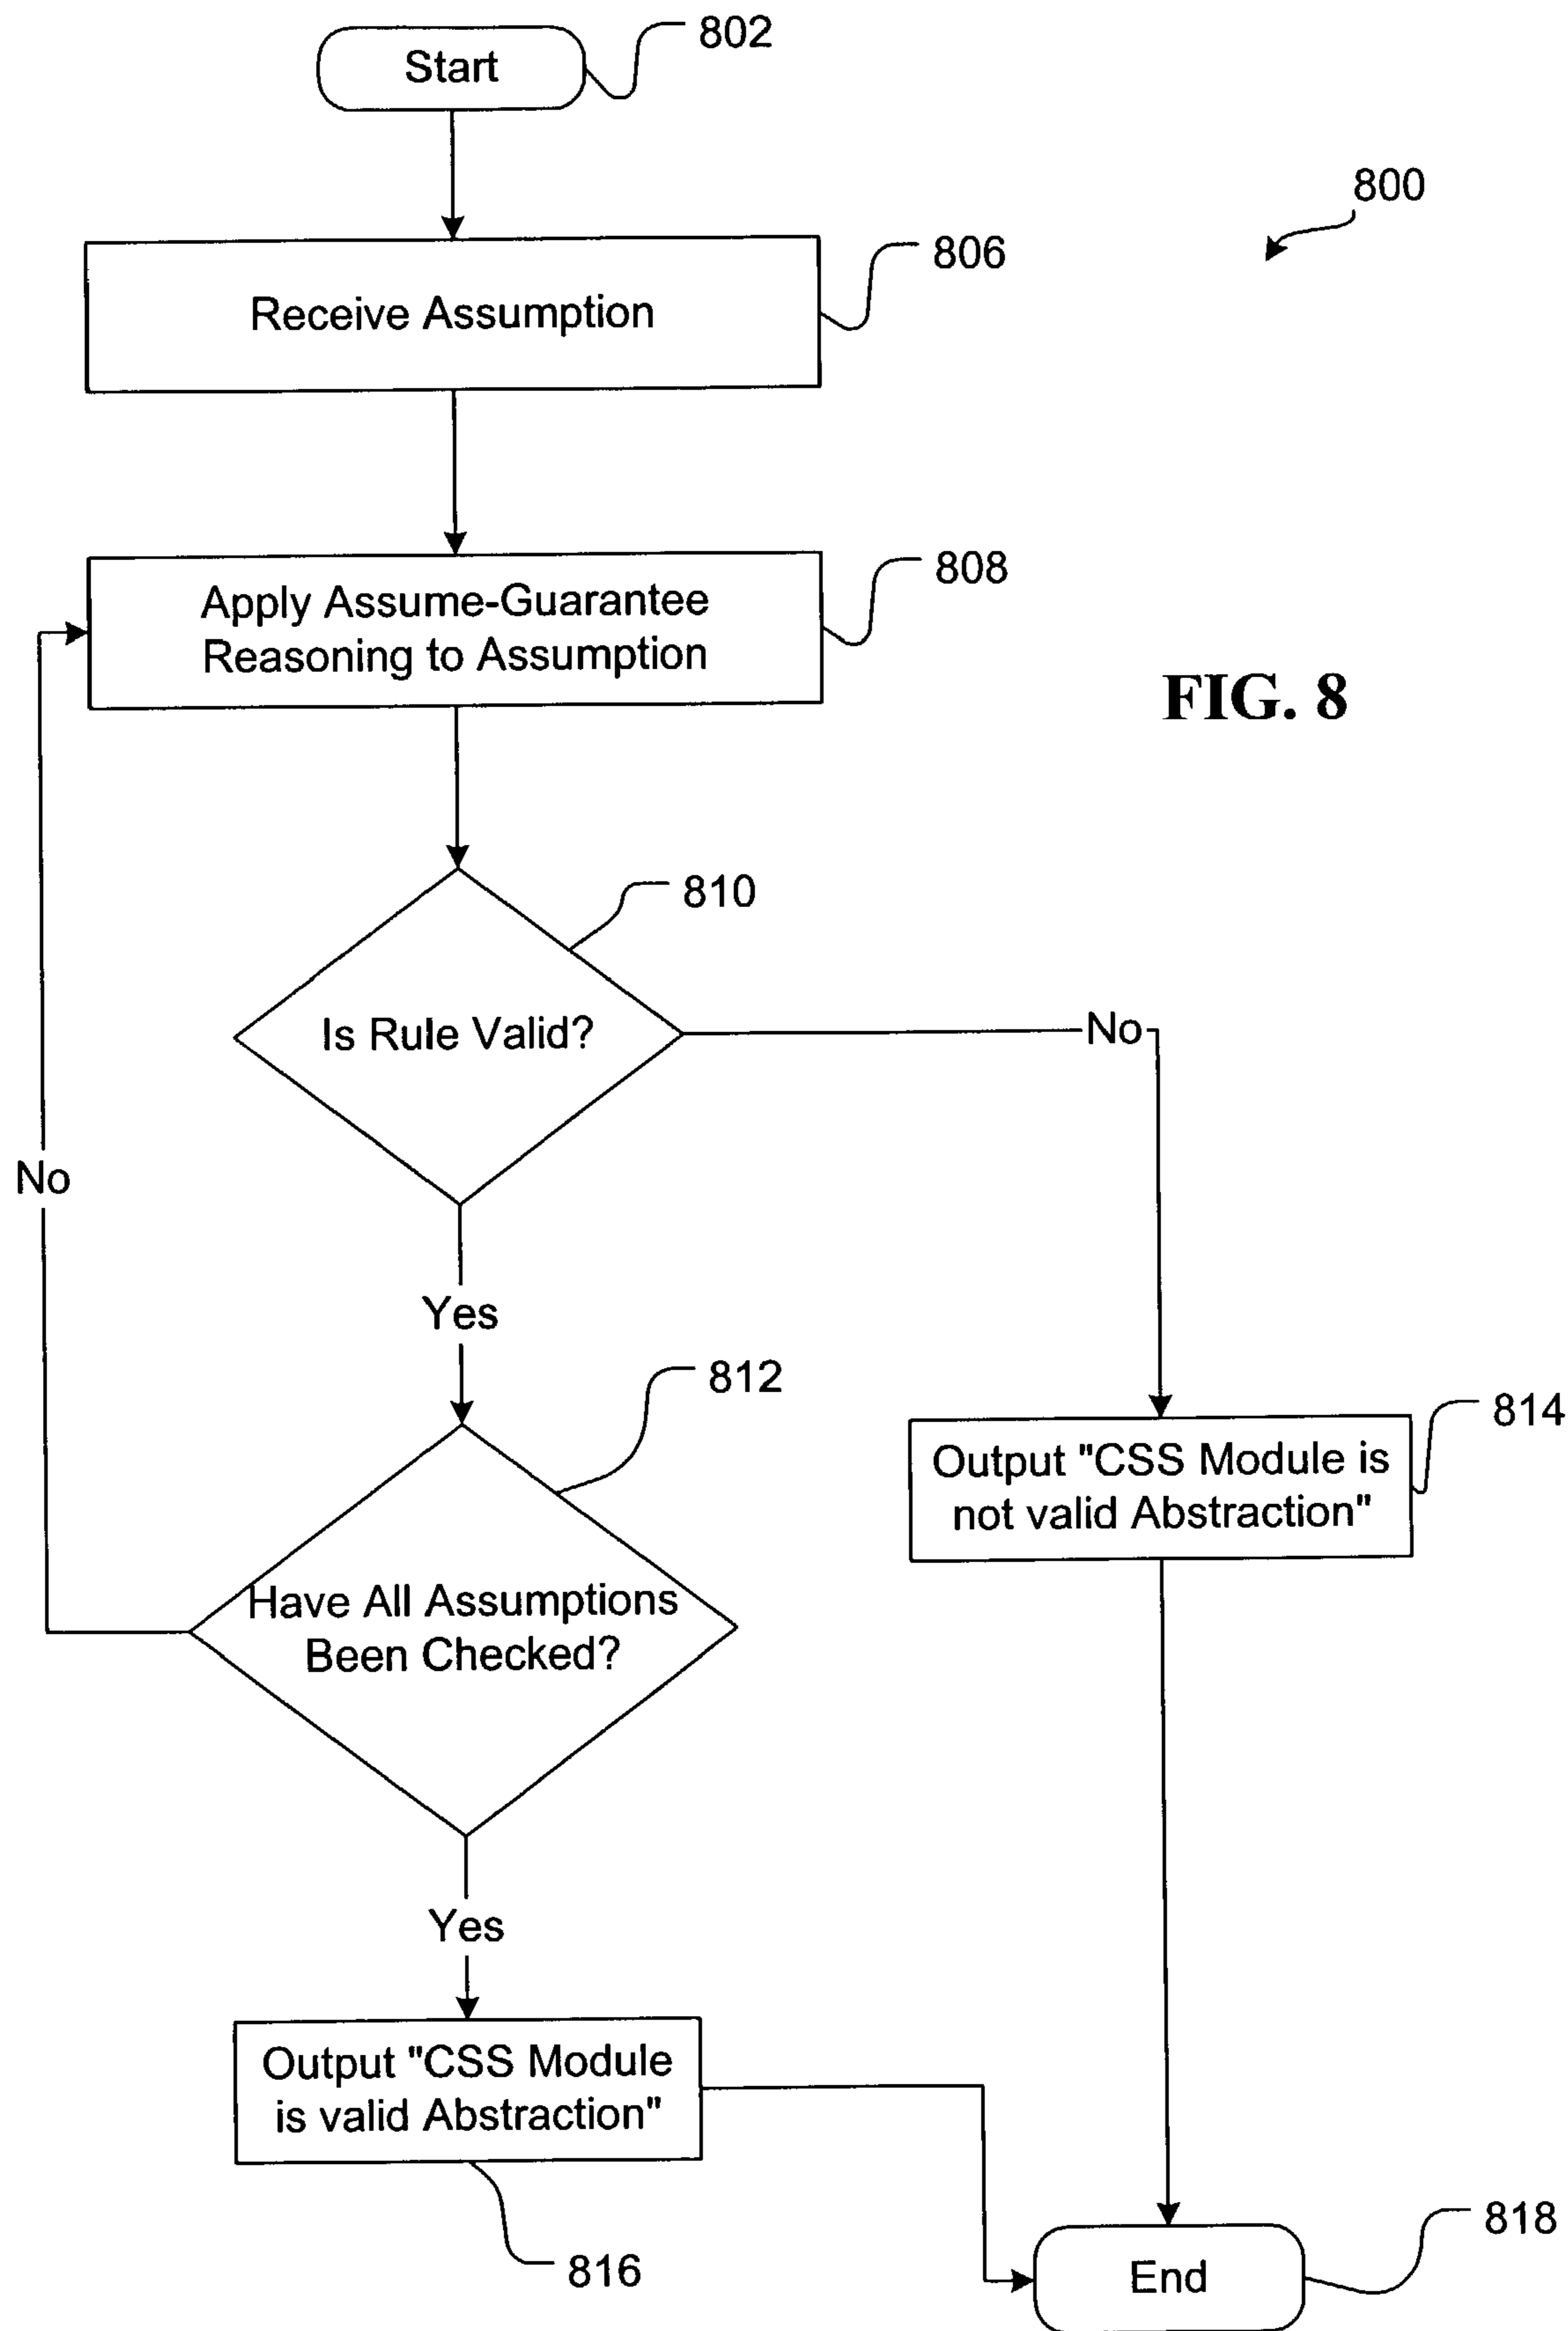 802
Start
800
806
Receive Assumption
808
Apply Assume-Guarantee
Reasoning to Assumption
FIG. 8
810
Is Rule Valid?
No
No
Yes
812
814
Output "CSS Module is
not valid Abstraction"
Have All Assumptions
Been Checked?
Yes
Output "CSS Module
is valid Abstraction"
816
818
End